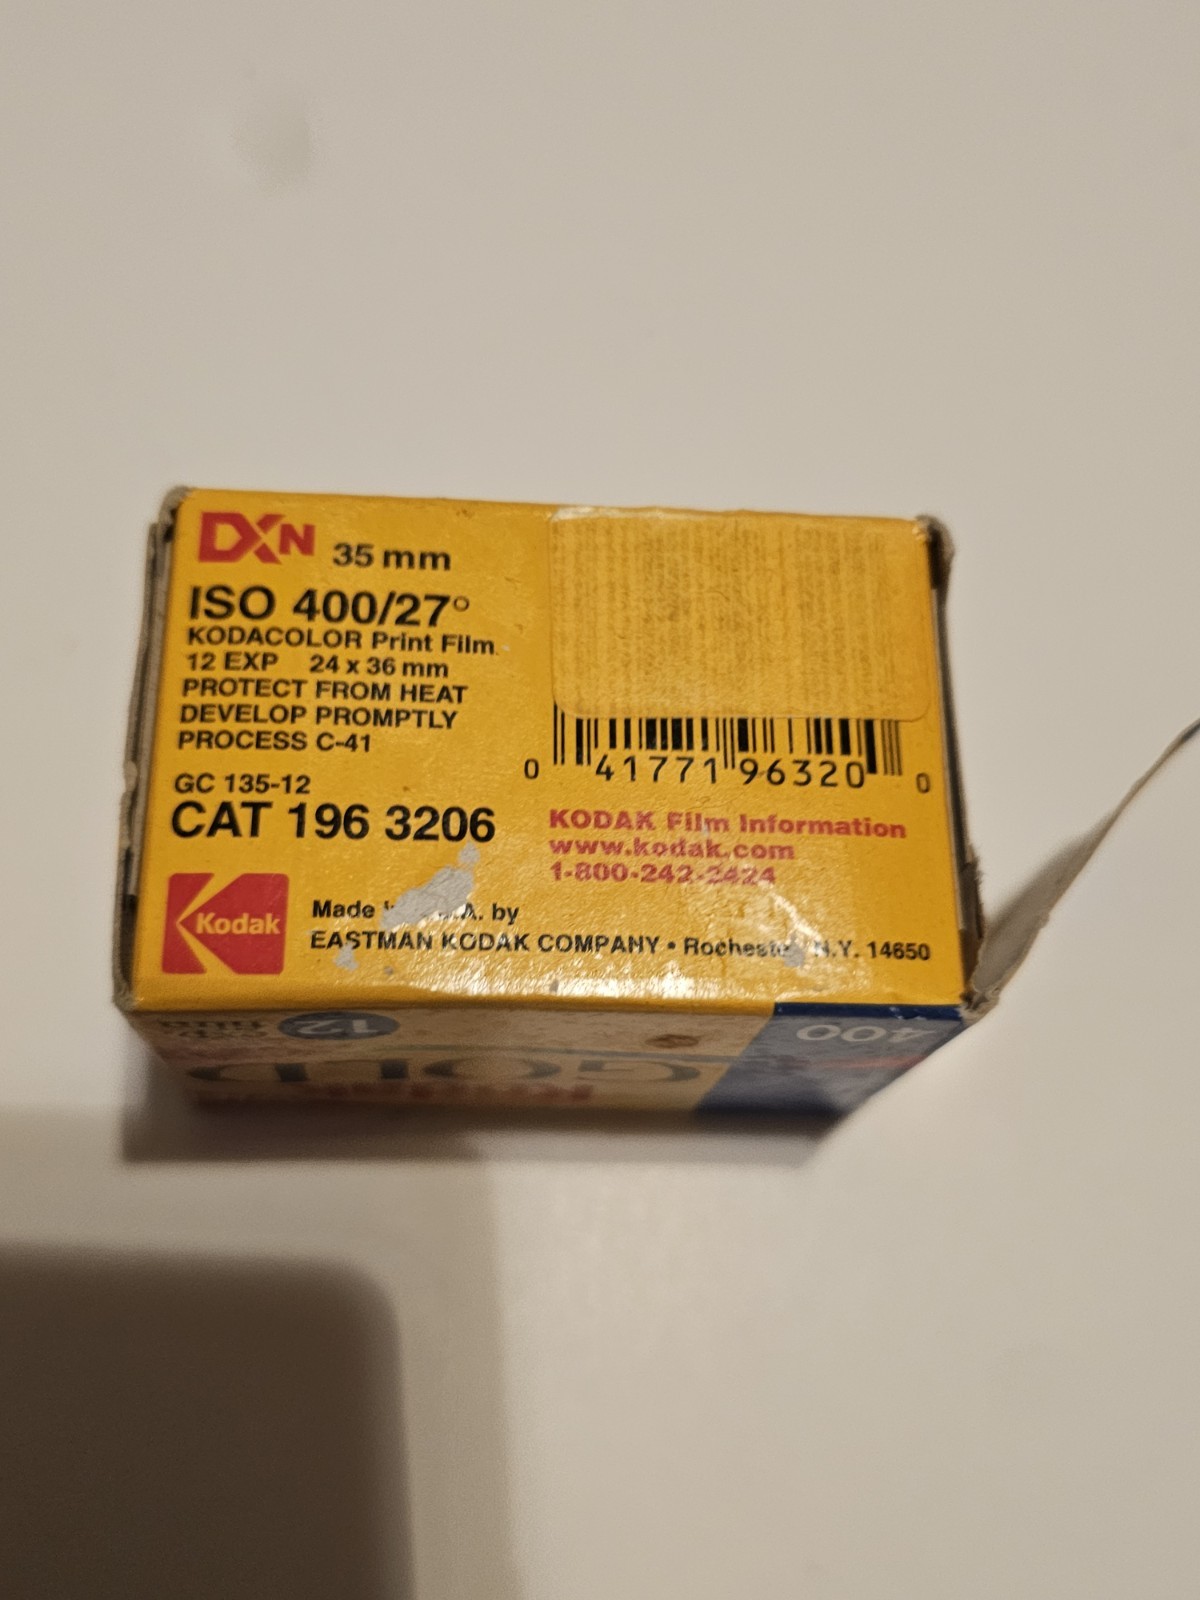 DXN 35 mm
ISO 400/27°
KODACOLOR Print Film
12 EXP 24 x 36 mm
PROTECT FROM HEAT
DEVELOP PROMPTLY
PROCESS C-41
GC 135-12
CAT 196 3206
0 41771 96320 0
KODAK Film Information
www.kodak.com
1-800-242-2424
Kodak
Made by
EASTMAN KODAK COMPANY • Rochester N.Y. 14650
400
12
GOLD